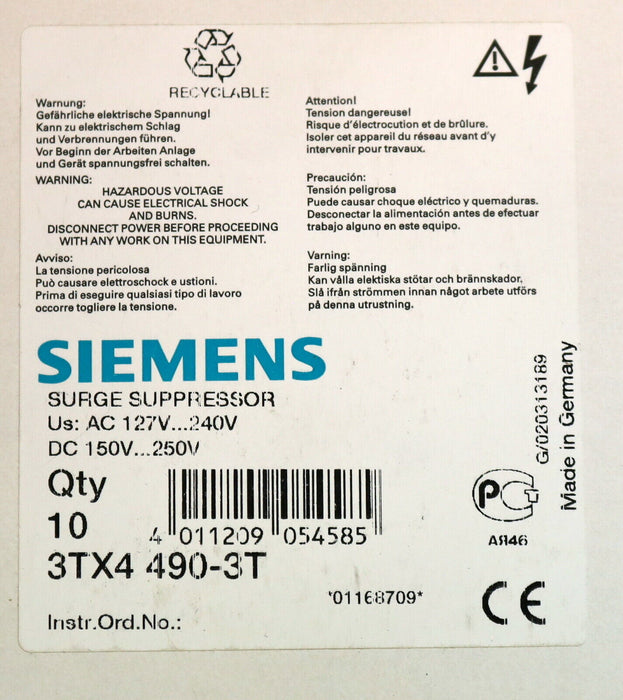 RECYCLABLE
Warnung:
Gefährliche elektrische Spannung!
Kann zu elektrischem Schlag
und Verbrennungen führen.
Vor Beginn der Arbeiten Anlage
und Gerät spannungsfrei schalten.
WARNING:
HAZARDOUS VOLTAGE
CAN CAUSE ELECTRICAL SHOCK
AND BURNS.
DISCONNECT POWER BEFORE PROCEEDING
WITH ANY WORK ON THIS EQUIPMENT.
Avviso:
La tensione pericolosa
Può causare elettroschock e ustioni.
Prima di eseguire qualsiasi tipo di lavoro
occorre togliere la tensione.
Attention!
Tension dangereuse!
Risque d'électrocution et de brûlure.
Isoler cet appareil du réseau avant d'y
intervenir pour travaux.
Precaución:
Tensión peligrosa
Puede causar choque eléctrico y quemaduras.
Desconectar la alimentación antes de efectuar
trabajo alguno en este equipo.
Varning:
Farlig spänning
Kan vålla elektiska stötar och brännskador.
Slå ifrån strömmen innan något arbete utförs
på denna utrustning.
SIEMENS
SURGE SUPPRESSOR
Us: AC 127V...240V
DC 150V...250V
Qty
10
4 011209 054585
3TX4 490-3T
Instr.Ord.No.:
*01168709*
G/020313189
Made in Germany
АЯ46
CE